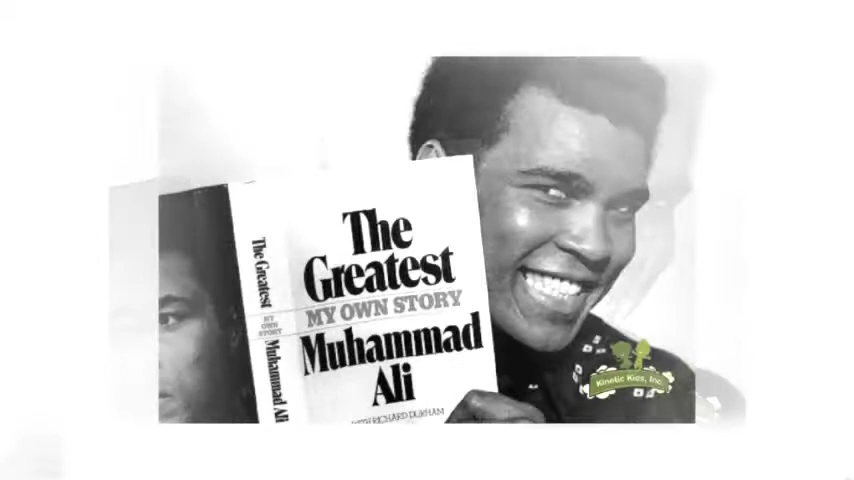 The
Greatest
MY OWN STORY
Muhammad
Ali
WITH RICHARD DURHAM
The Greatest
MY
OWN
STORY
Muhammad Ali
Kinetic Kids, Inc.